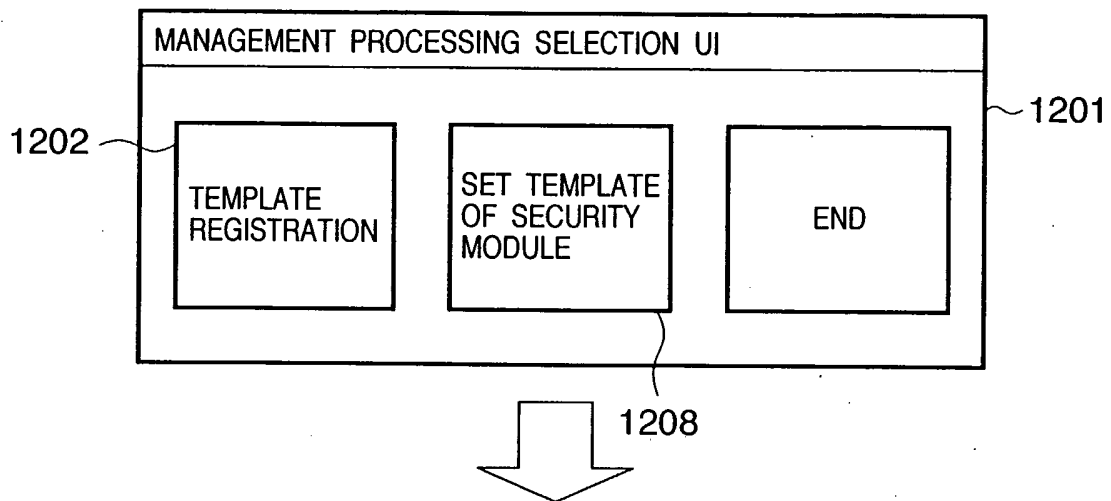 MANAGEMENT PROCESSING SELECTION UI
1201
1202
TEMPLATE
REGISTRATION
SET TEMPLATE
OF SECURITY
MODULE
END
1208